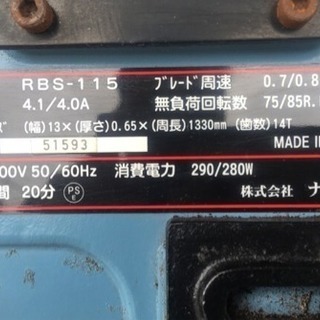 RBS-115 ブレード周速 0.7/0.8
4.1/4.0A 無負荷回転数 75/85R.
(幅)13×(厚さ)0.65×(周長)1330mm(歯数)14T
51593 MADE I
00V 50/60Hz 消費電力 290/280W
間 20分 PSE
株式会社 ナ